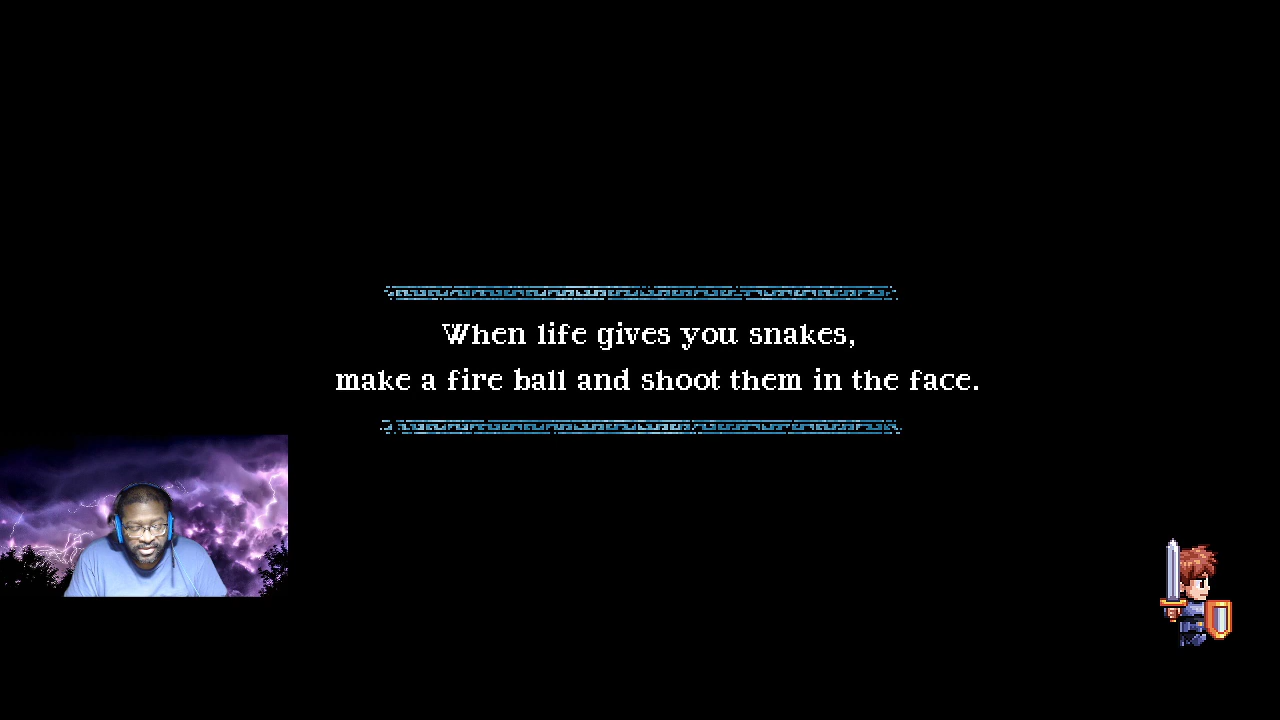 When life gives you snakes,
make a fire ball and shoot them in the face.